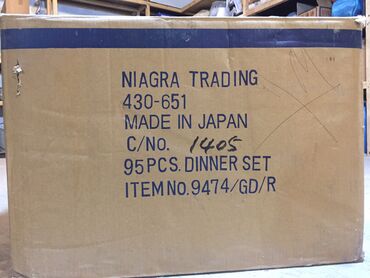 NIAGRA TRADING
430-651
MADE IN JAPAN
C/NO. 1405
95PCS. DINNER SET
ITEM NO. 9474/GD/R